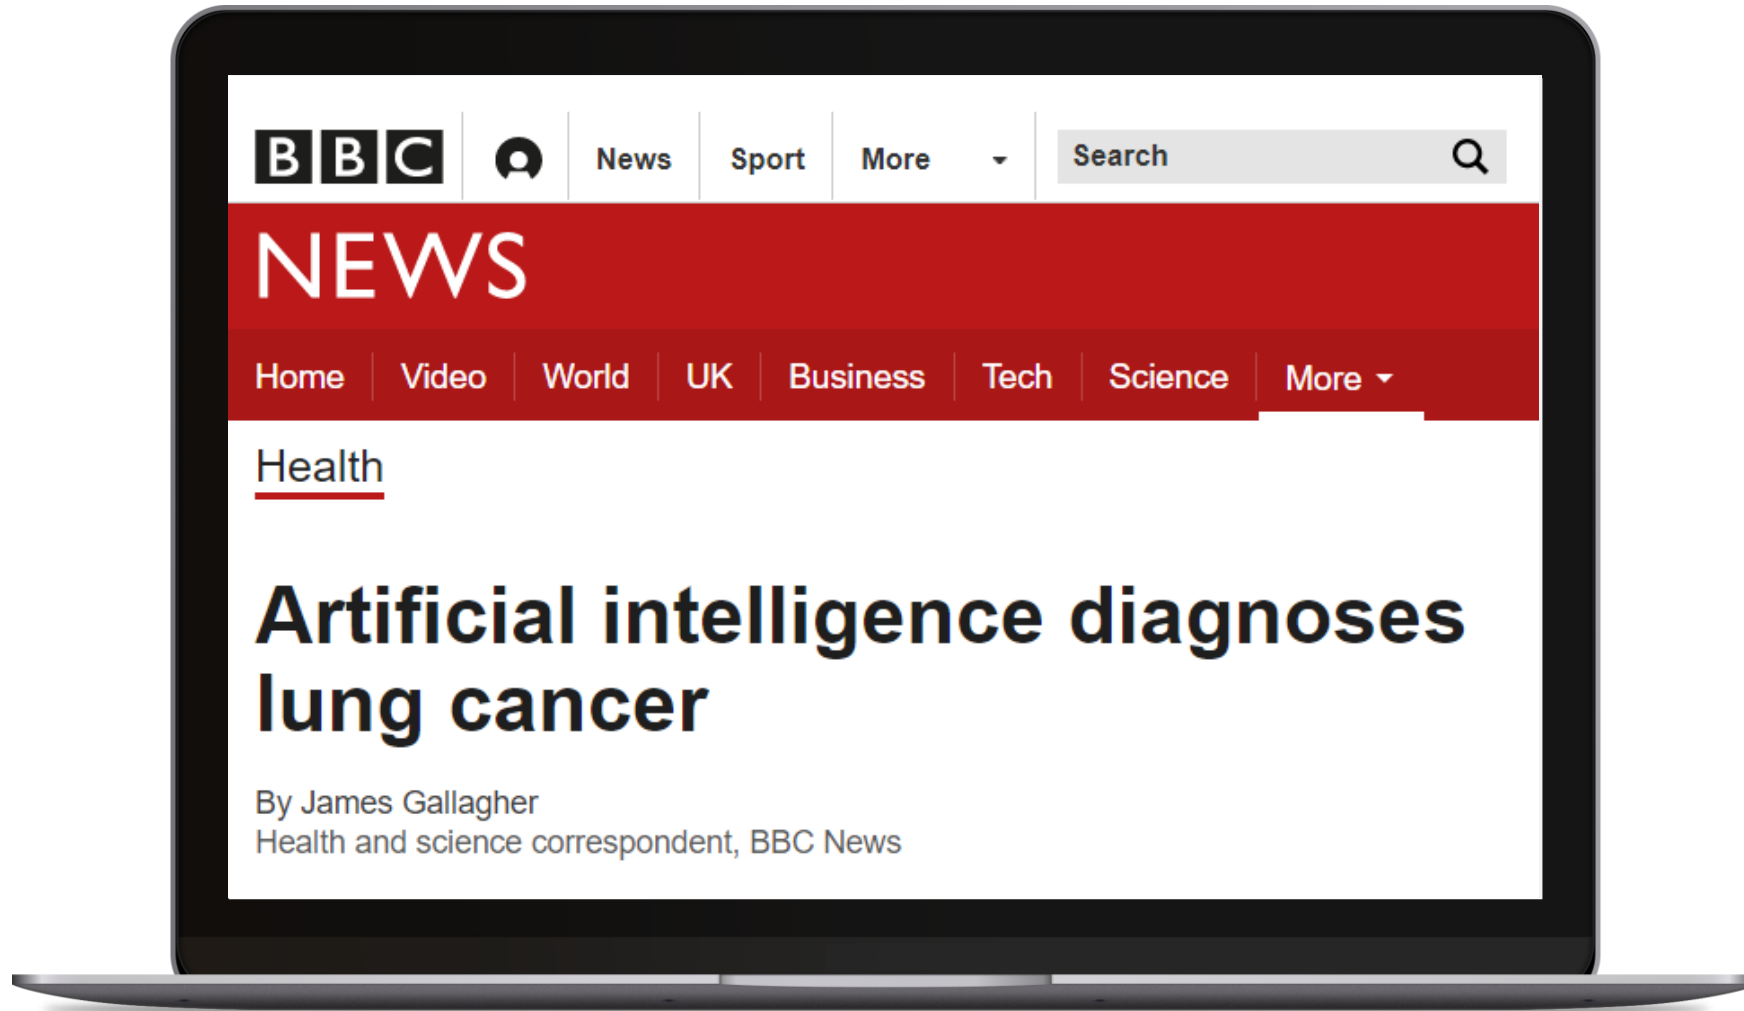 BBC News Sport More Search
NEWS
Home Video World UK Business Tech Science More
Health
Artificial intelligence diagnoses
lung cancer
By James Gallagher
Health and science correspondent, BBC News